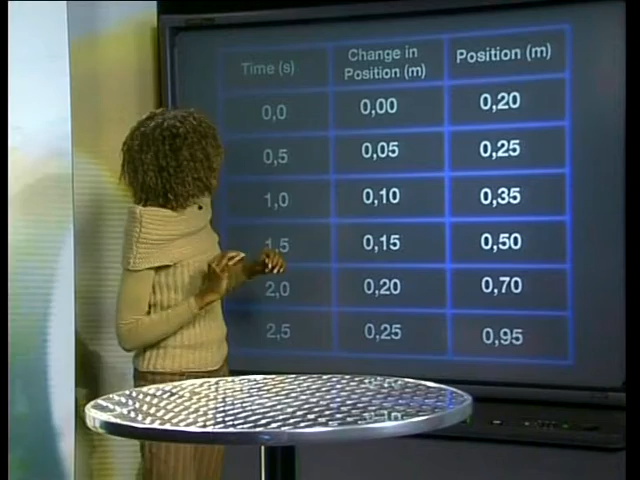 Time (s) Change in Position (m) Position (m)
0,0 0,00 0,20
0,5 0,05 0,25
1,0 0,10 0,35
1,5 0,15 0,50
2,0 0,20 0,70
2,5 0,25 0,95